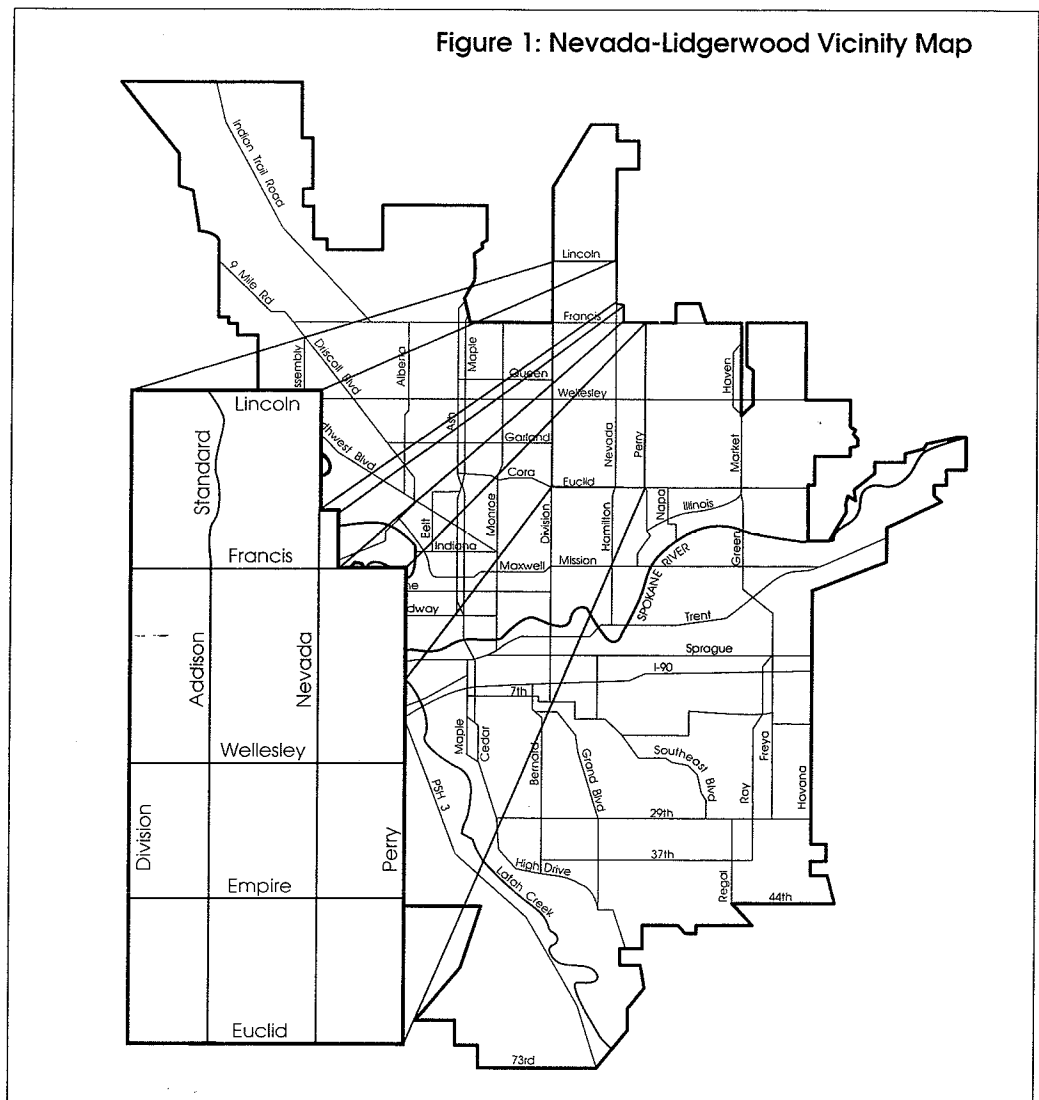 Figure 1: Nevada-Lidgerwood Vicinity Map
Indian Trail Road
9 Mile Rd
Lincoln
Francis
Assembly
Driscoll Blvd
Alberta
Maple
Ash
Queen
Wellesley
Haven
Nevada
Perry
Market
Garland
thwest Blvd
Cora
Euclid
Belt
Monroe
Division
Hamilton
Napa
Illinois
Indiana
Maxwell
Mission
Green
SPOKANE RIVER
ne
dway
Trent
Sprague
I-90
7th
Maple
Cedar
Bernard
Grand Blvd
Southeast Blvd
Ray
Freya
Havana
PSH 3
29th
37th
High Drive
Latah Creek
Regal
44th
73rd
Lincoln
Standard
Francis
Addison
Nevada
Wellesley
Division
Perry
Empire
Euclid